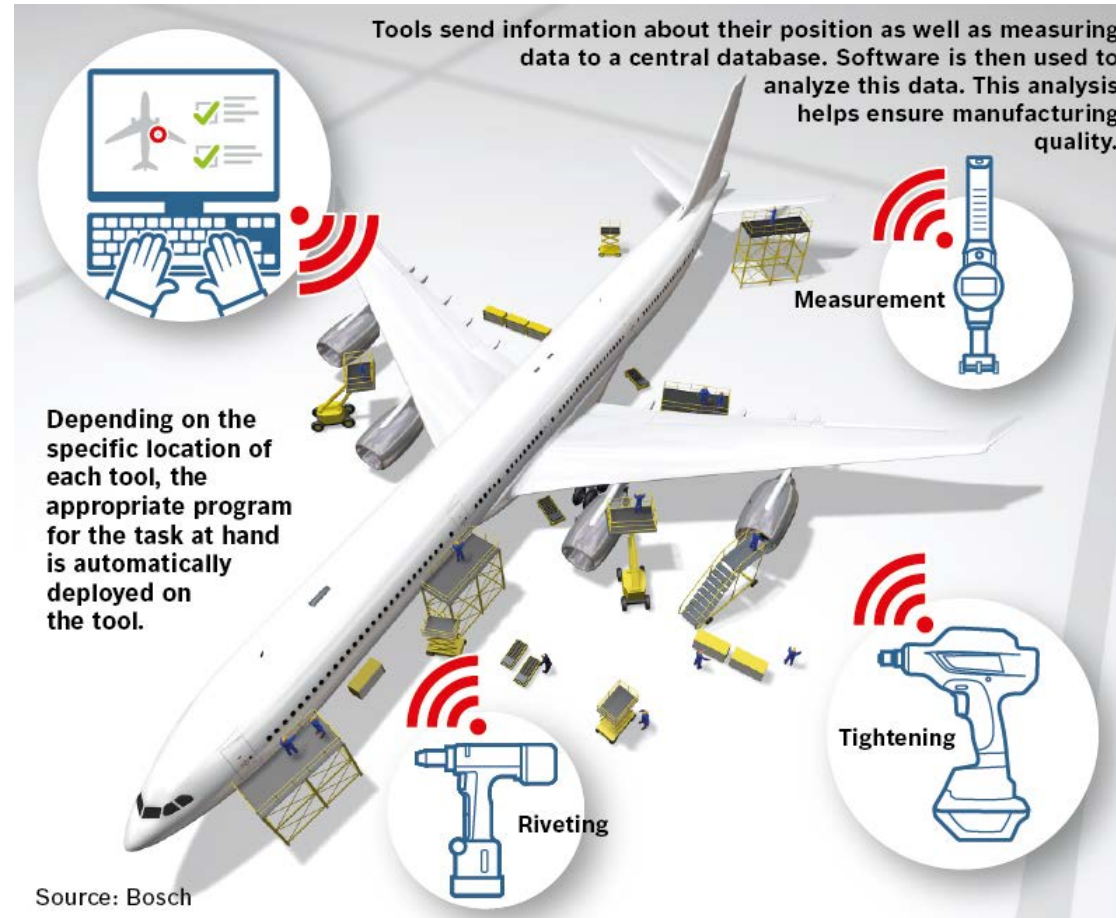 Tools send information about their position as well as measuring
data to a central database. Software is then used to
analyze this data. This analysis
helps ensure manufacturing
quality.
Measurement
Depending on the
specific location of
each tool, the
appropriate program
for the task at hand
is automatically
deployed on
the tool.
Tightening
Riveting
Source: Bosch